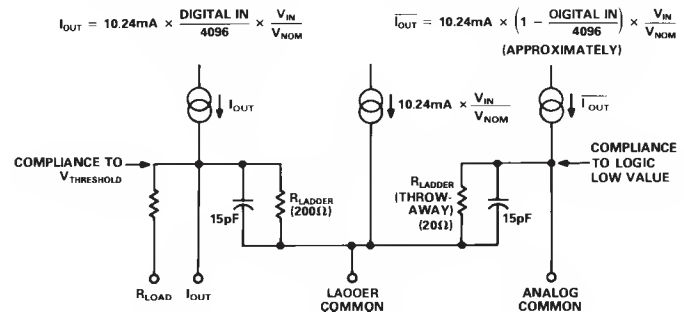 I_OUT = 10.24mA × DIGITAL IN / 4096 × V_IN / V_NOM
I_OUT = 10.24mA × (1 - OIGITAL IN / 4096) × V_IN / V_NOM
(APPROXIMATELY)
I_OUT
10.24mA × V_IN / V_NOM
I_OUT
COMPLIANCE TO
V_THRESHOLD
COMPLIANCE
TO LOGIC
LOW VALUE
15pF
R_LADDER
(200Ω)
R_LADDER
(THROW-
AWAY)
(20Ω)
15pF
R_LOAD
I_OUT
LAOOER
COMMON
ANALOG
COMMON